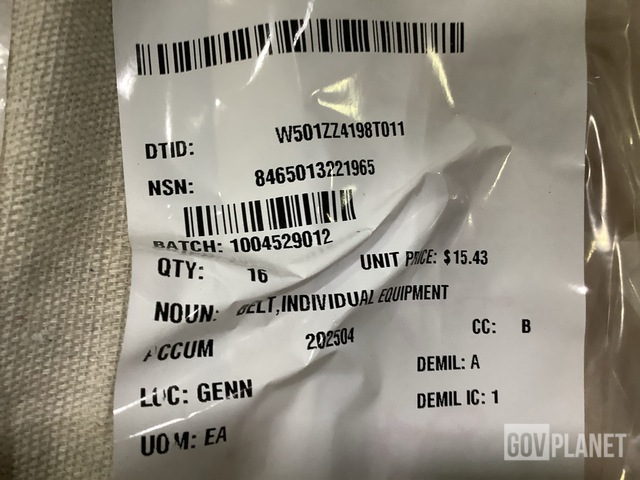 DTID: W501ZZ4198T011
NSN: 8465013221965
BATCH: 1004529012
QTY: 16 UNIT PRICE: $15.43
NOUN: BELT,INDIVIDUAL EQUIPMENT
ACCUM 202504 CC: B
LOC: GENN DEMIL: A
UOM: EA DEMIL IC: 1
GOVPLANET